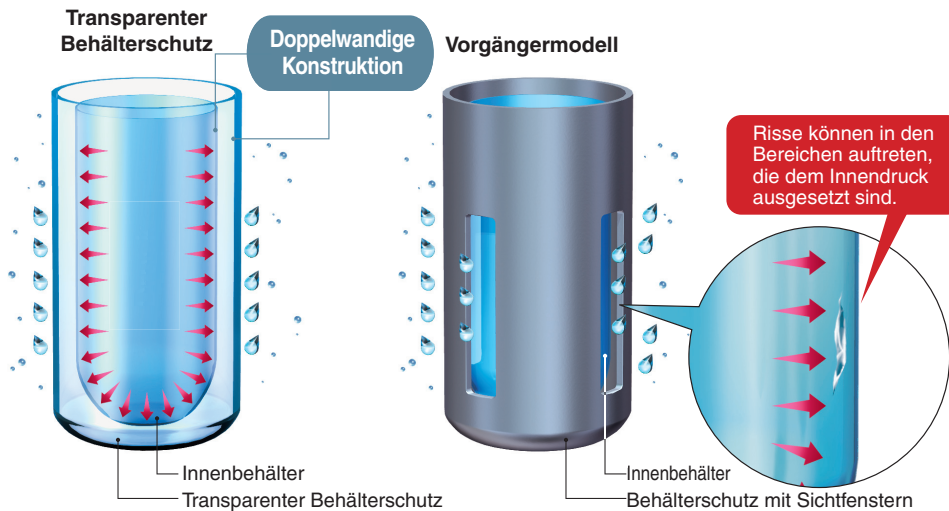 Transparenter
Behälterschutz
Doppelwandige
Konstruktion
Vorgängermodell
Risse können in den
Bereichen auftreten,
die dem Innendruck
ausgesetzt sind.
Innenbehälter
Transparenter Behälterschutz
Innenbehälter
Behälterschutz mit Sichtfenstern